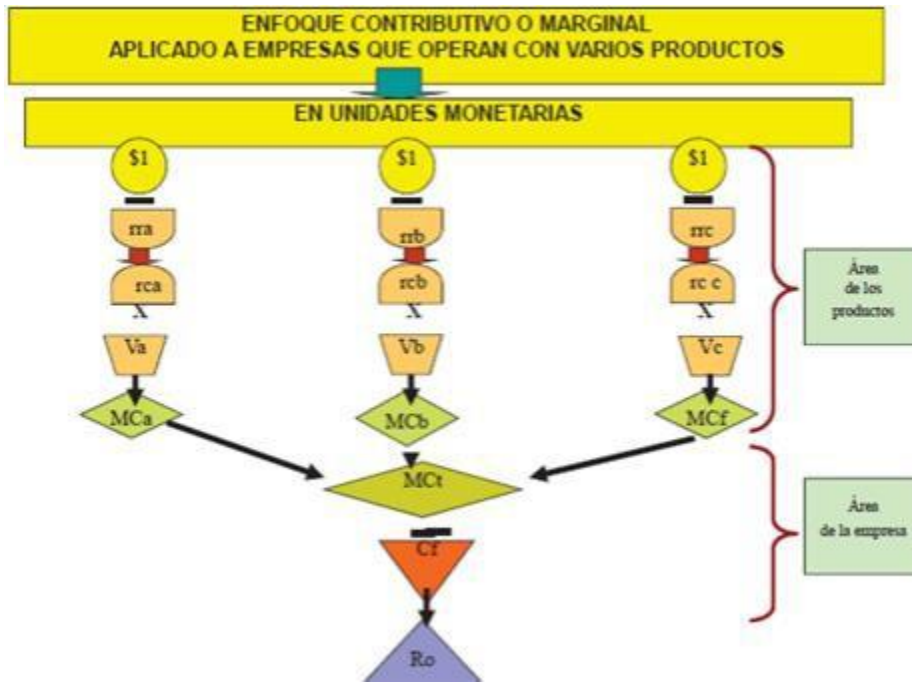 ENFOQUE CONTRIBUTIVO O MARGINAL
APLICADO A EMPRESAS QUE OPERAN CON VARIOS PRODUCTOS
EN UNIDADES MONETARIAS
$1 $1 $1
rra rrb rrc
rca rcb rc c
X X X
Va Vb Vc
MCa MCb MCf
MCt
Cf
Ro
Área
de los
productos
Área
de la empresa